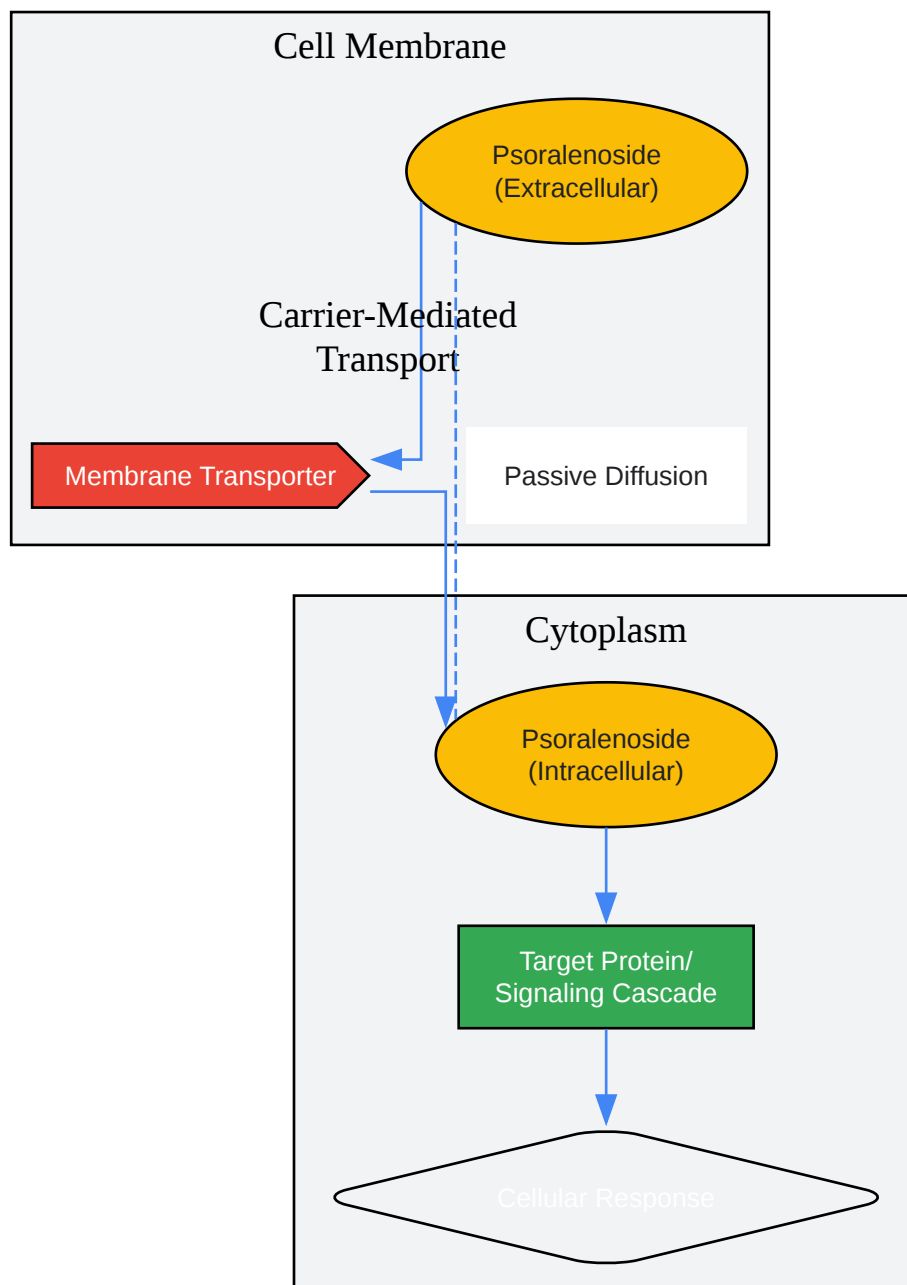 Cell Membrane
Psoralenoside
(Extracellular)
Carrier-Mediated
Transport
Membrane Transporter
Passive Diffusion
Cytoplasm
Psoralenoside
(Intracellular)
Target Protein/
Signaling Cascade
Cellular Response